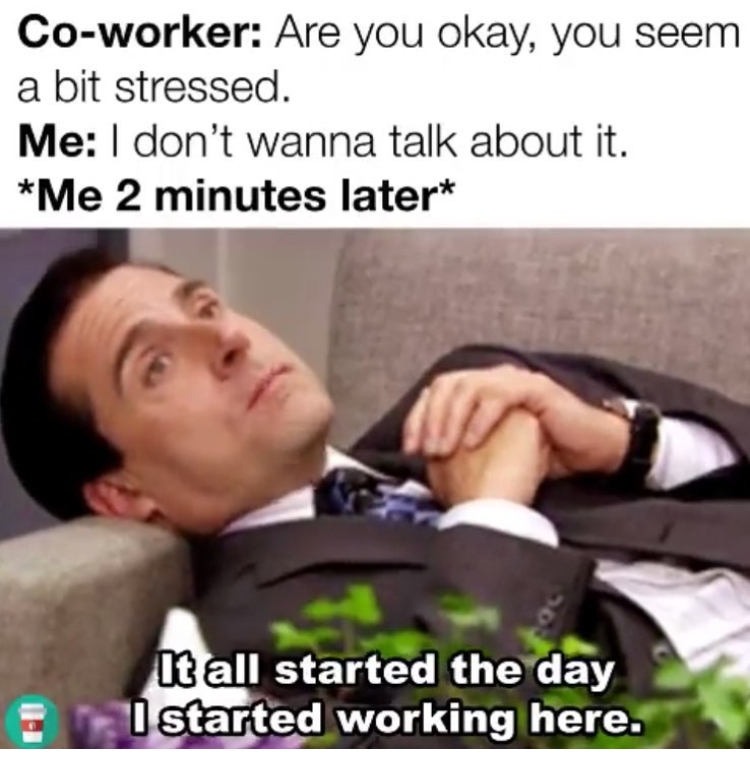 Co-worker: Are you okay, you seem
a bit stressed.
Me: I don’t wanna talk about it.
*Me 2 minutes later*
It all started the day
I started working here.